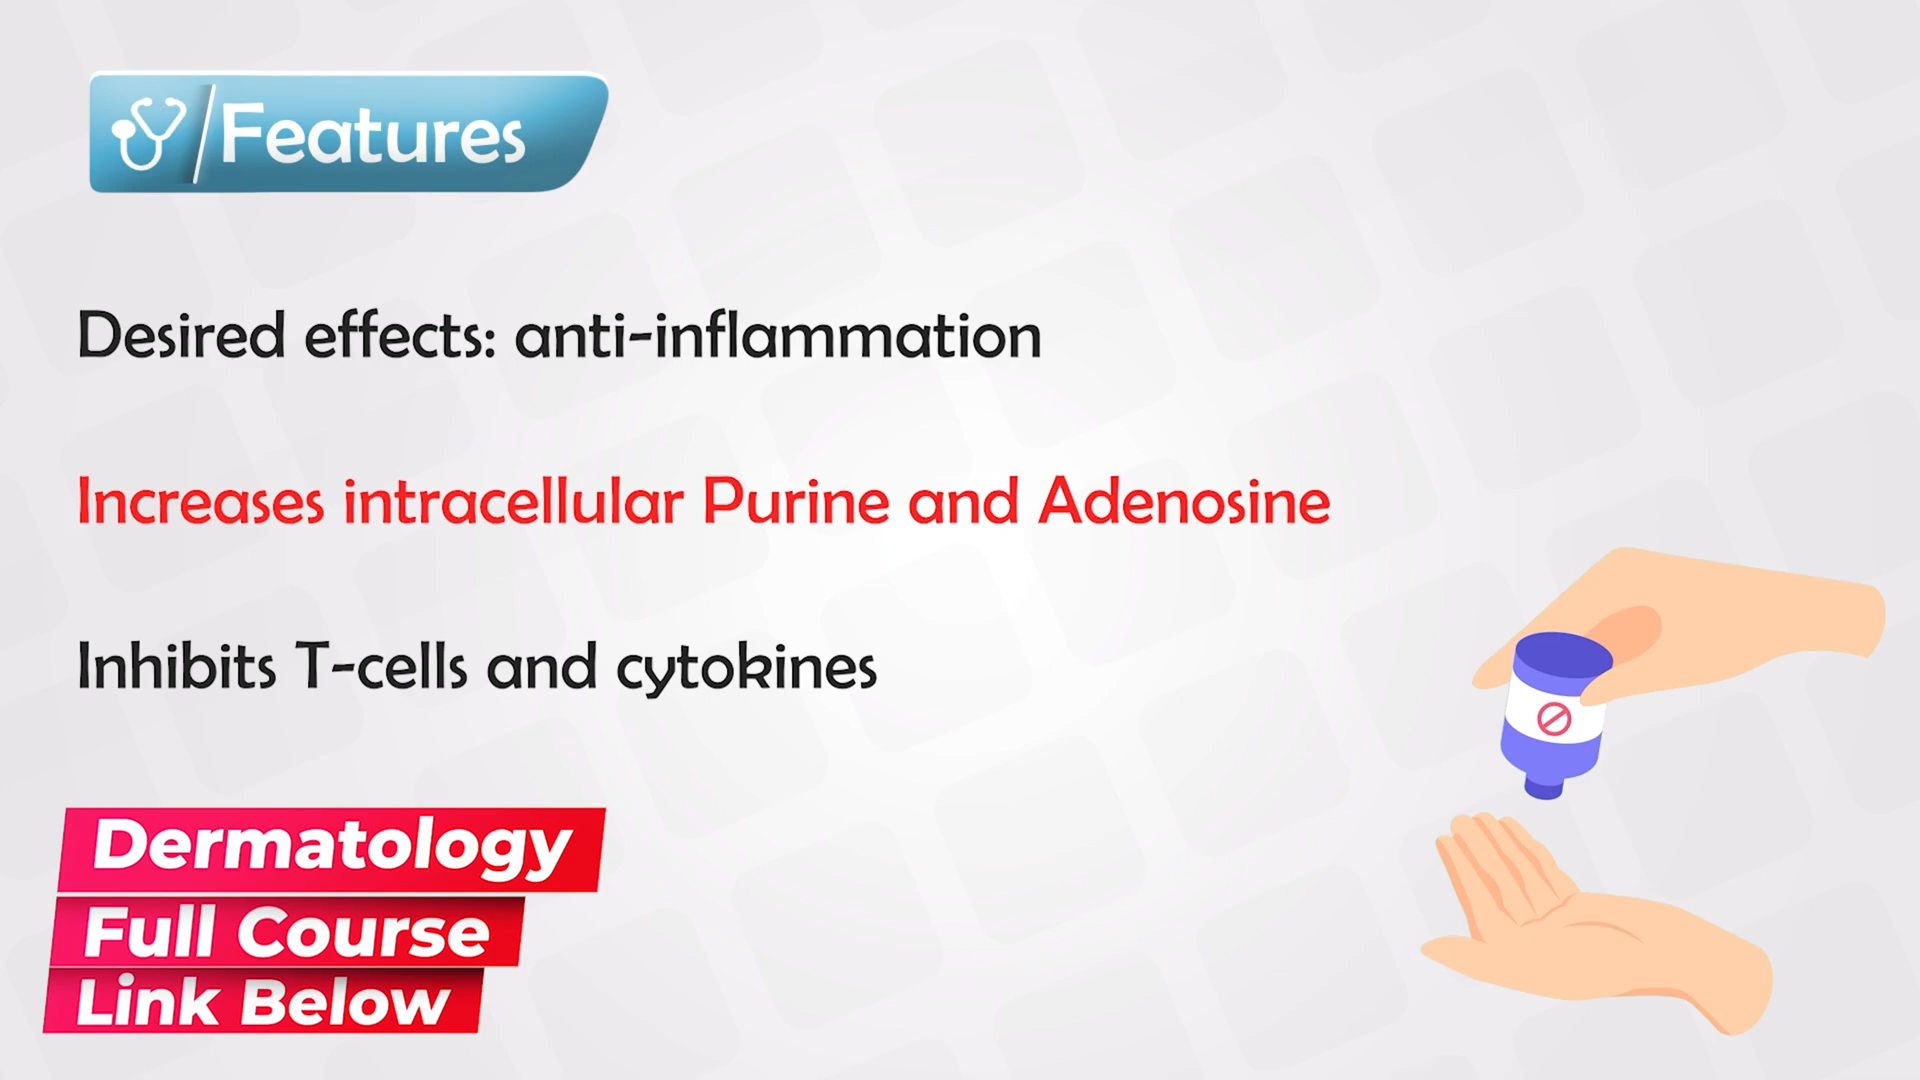 Features
Desired effects: anti-inflammation
Increases intracellular Purine and Adenosine
Inhibits T-cells and cytokines
Dermatology
Full Course
Link Below